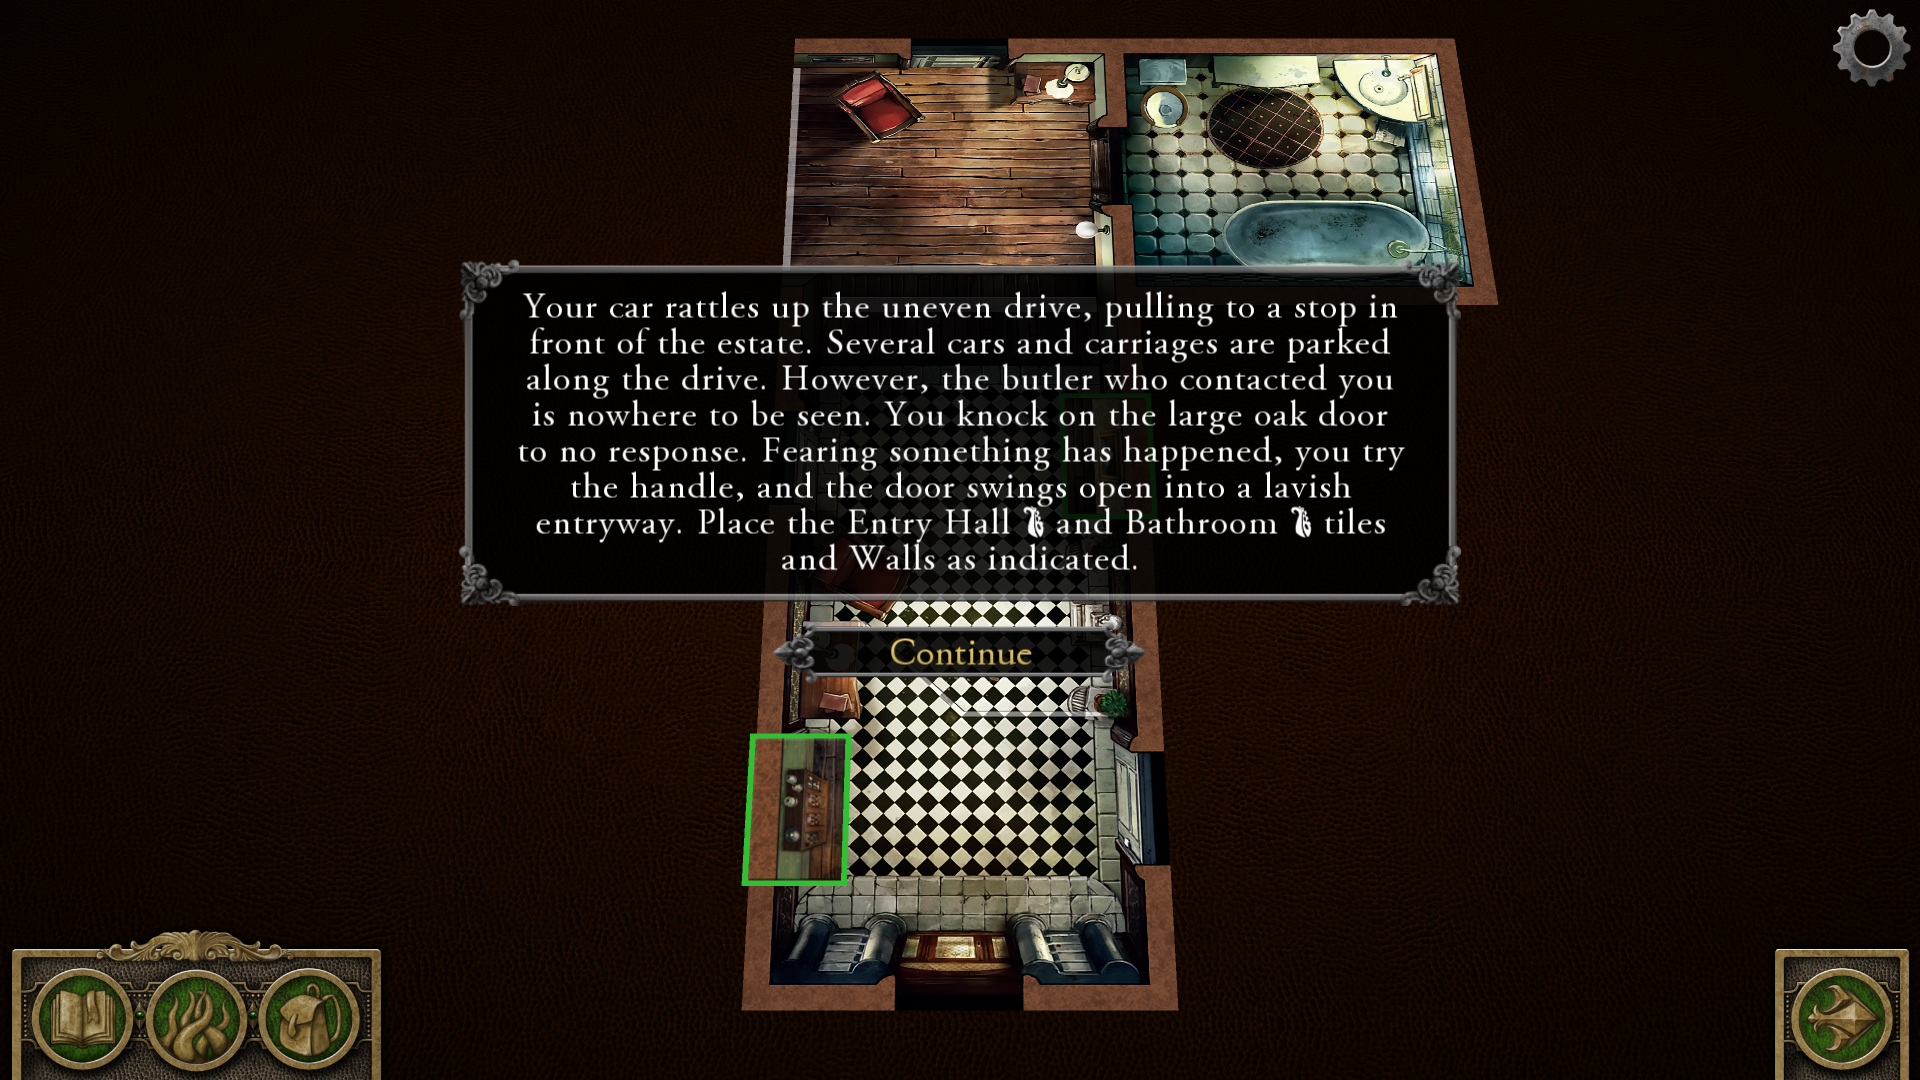 Your car rattles up the uneven drive, pulling to a stop in
front of the estate. Several cars and carriages are parked
along the drive. However, the butler who contacted you
is nowhere to be seen. You knock on the large oak door
to no response. Fearing something has happened, you try
the handle, and the door swings open into a lavish
entryway. Place the Entry Hall and Bathroom tiles
and Walls as indicated.
Continue